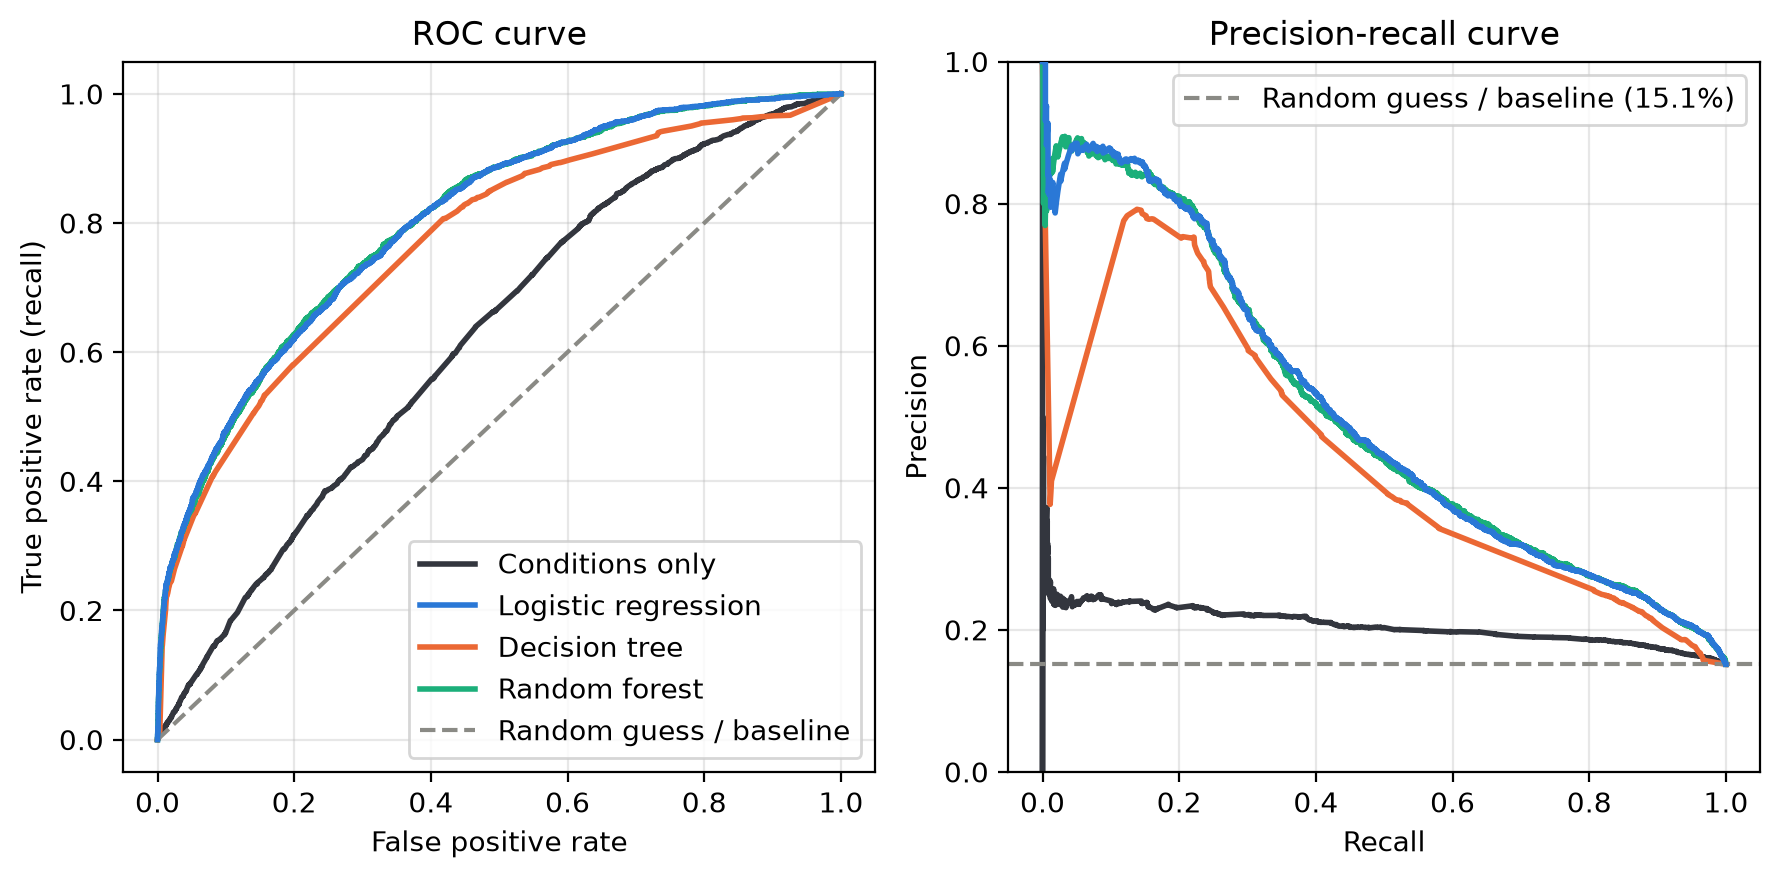 ROC curve
True positive rate (recall)
1.0
0.8
0.6
0.4
0.2
0.0
Conditions only
Logistic regression
Decision tree
Random forest
Random guess / baseline
0.0 0.2 0.4 0.6 0.8 1.0
False positive rate
Precision-recall curve
Precision
1.0
0.8
0.6
0.4
0.2
0.0
Random guess / baseline (15.1%)
0.0 0.2 0.4 0.6 0.8 1.0
Recall